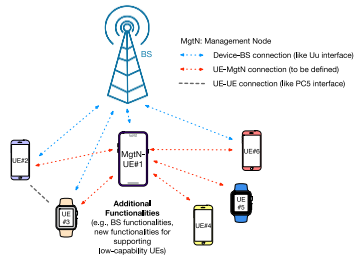 BS
MgtN: Management Node
Device-BS connection (like Uu interface)
UE-MgtN connection (to be defined)
UE-UE connection (like PC5 interface)
UE#2
MgtN-
UE#1
UE#6
UE
#3
UE
#5
UE#4
Additional
Functionalities
(e.g., BS functionalities,
new functionalities for
supporting
low-capability UEs)